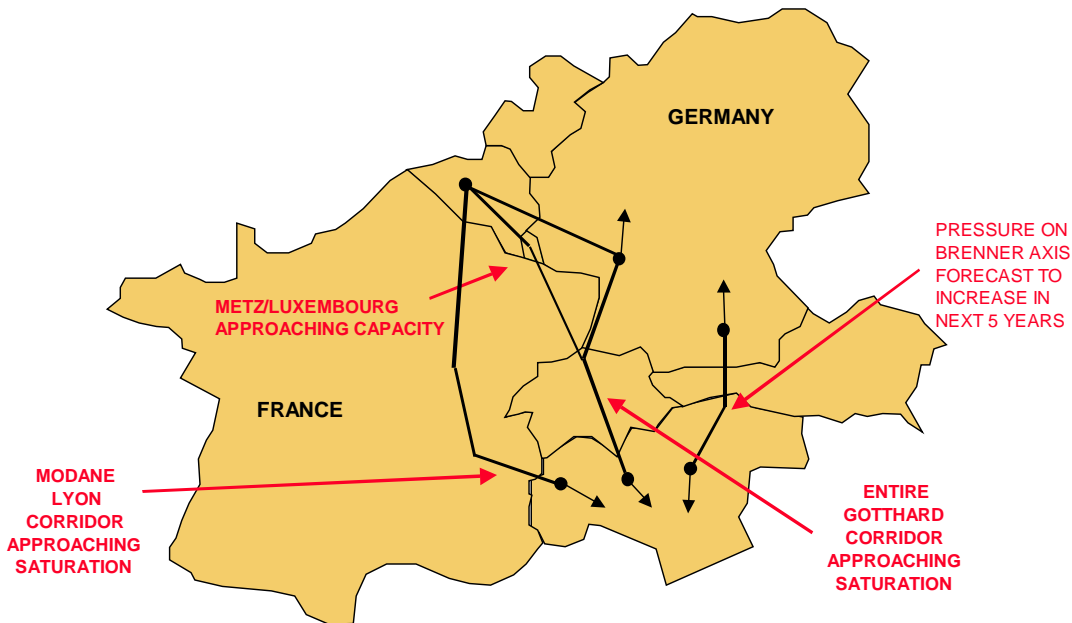 GERMANY
PRESSURE ON
BRENNER AXIS
FORECAST TO
INCREASE IN
NEXT 5 YEARS
METZ/LUXEMBOURG
APPROACHING CAPACITY
FRANCE
MODANE
LYON
CORRIDOR
APPROACHING
SATURATION
ENTIRE
GOTTHARD
CORRIDOR
APPROACHING
SATURATION